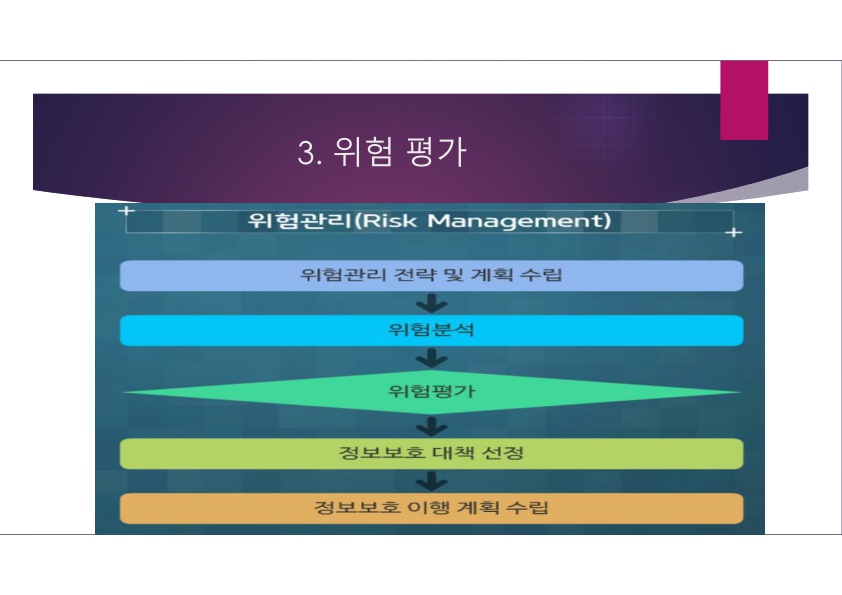 3. 위험 평가
위험관리(Risk Management)
위험관리 전략 및 계획 수립
위험분석
위험평가
정보보호 대책 선정
정보보호 이행 계획 수립